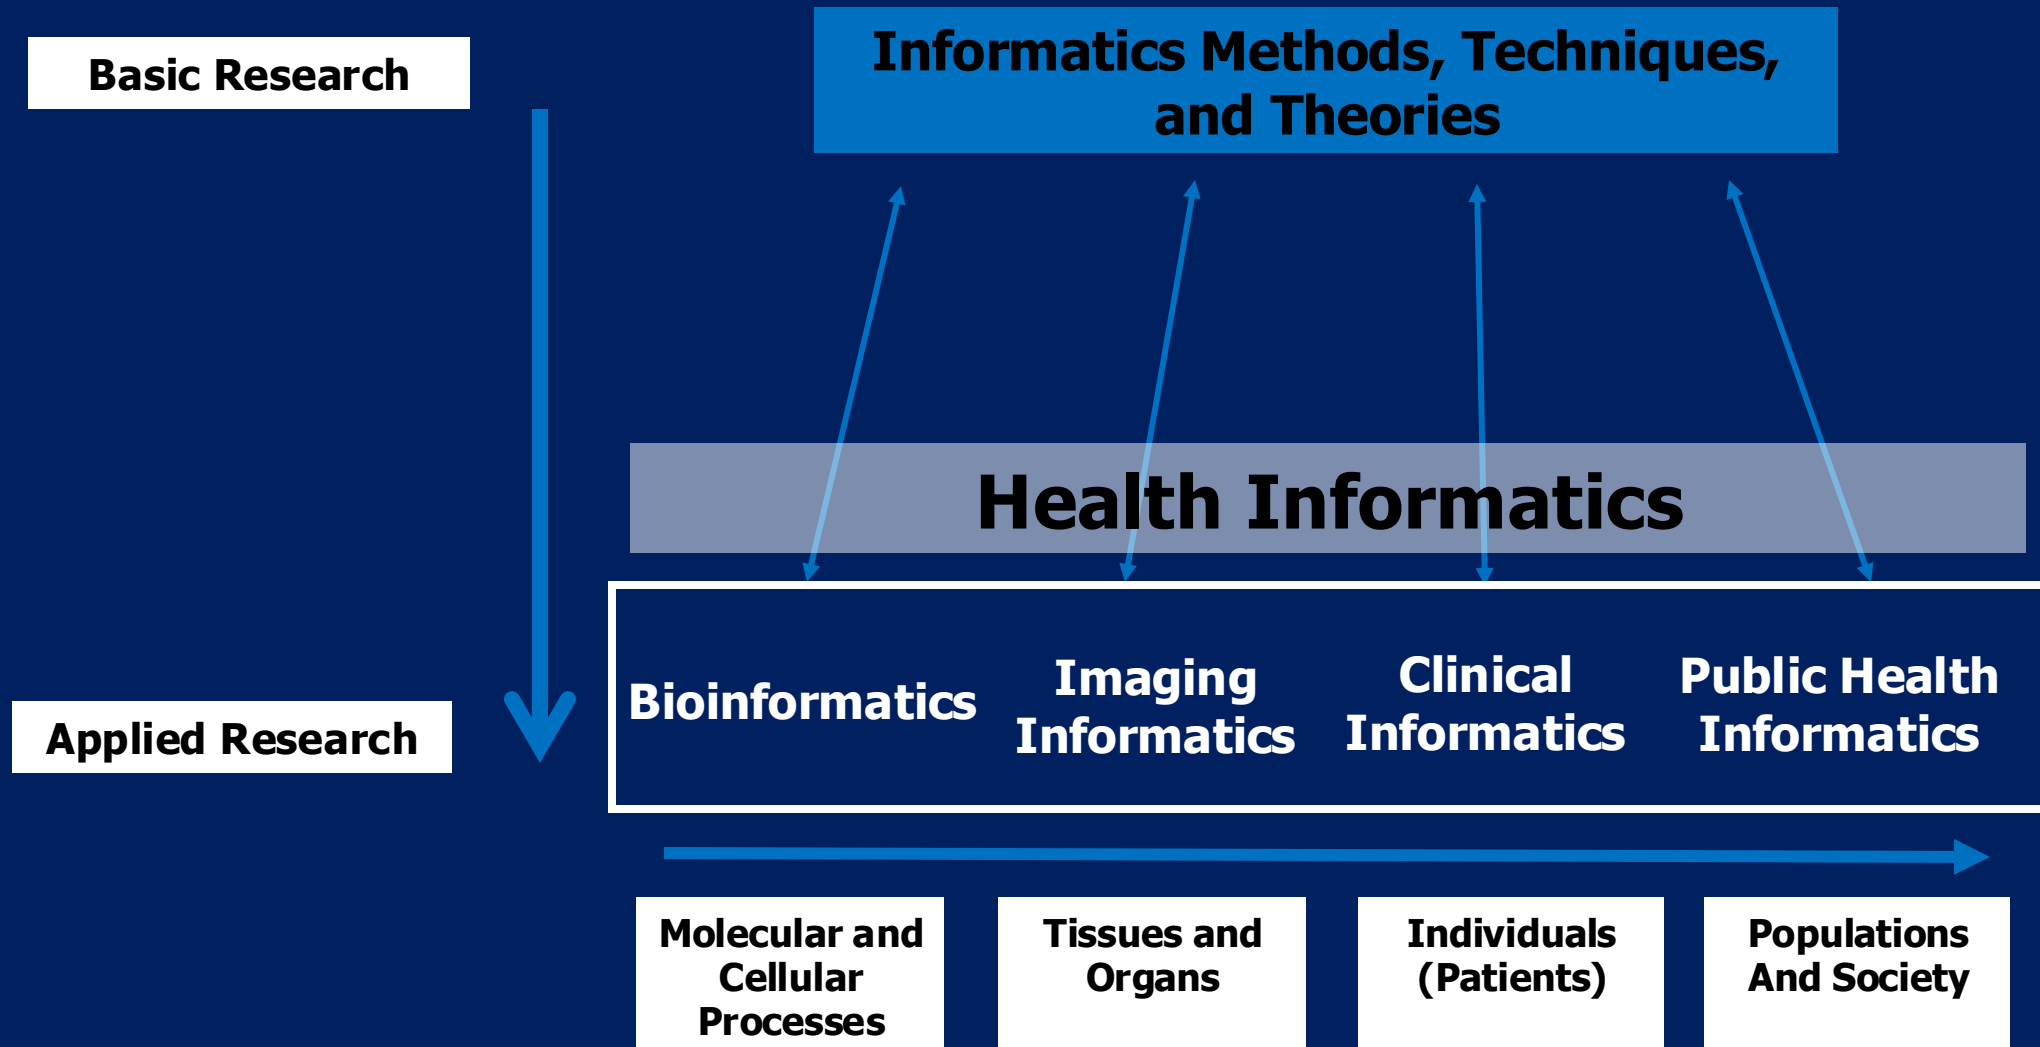 Basic Research
Informatics Methods, Techniques,
and Theories
Health Informatics
Bioinformatics
Imaging
Informatics
Clinical
Informatics
Public Health
Informatics
Applied Research
Molecular and
Cellular
Processes
Tissues and
Organs
Individuals
(Patients)
Populations
And Society